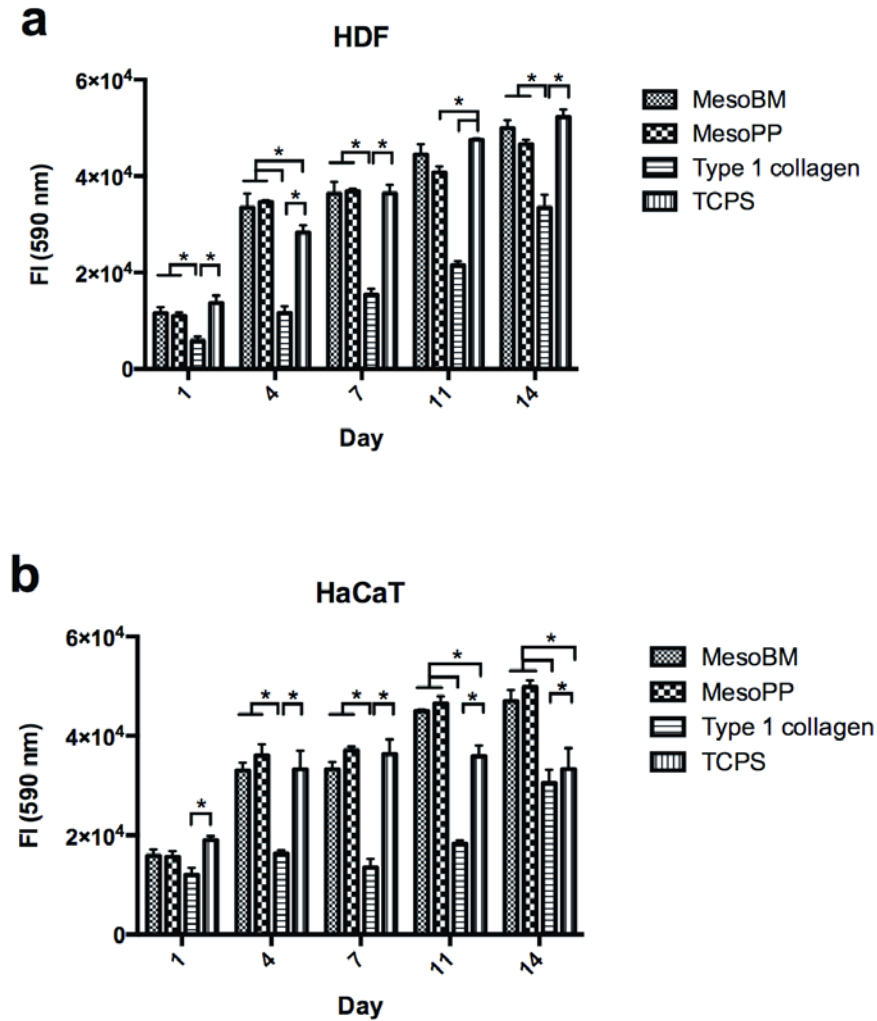 a
HDF
FI (590 nm)
6×10⁴
4×10⁴
2×10⁴
0
* * * * * * * * *
1 4 7 11 14
Day
MesoBM
MesoPP
Type 1 collagen
TCPS
b
HaCaT
FI (590 nm)
6×10⁴
4×10⁴
2×10⁴
0
* * * * * * * * *
1 4 7 11 14
Day
MesoBM
MesoPP
Type 1 collagen
TCPS